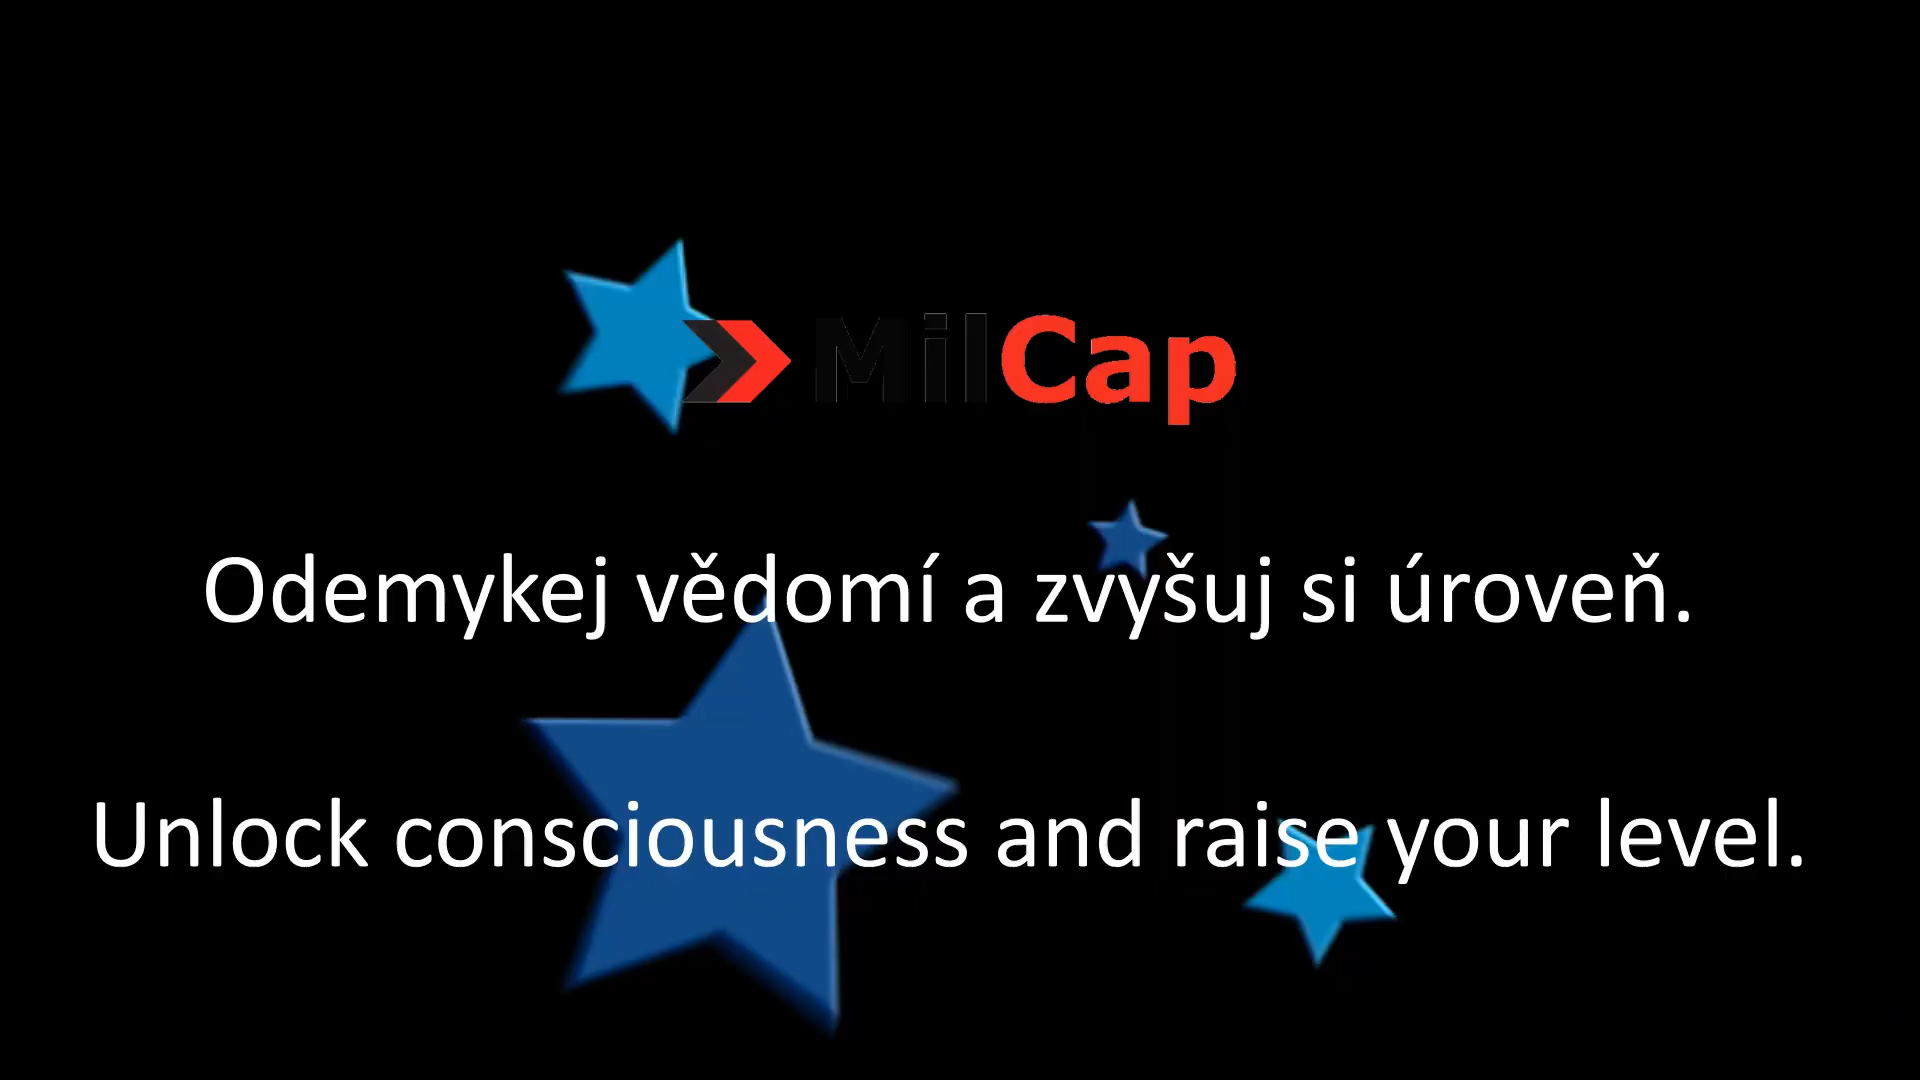 MilCap
Odemykej vědomí a zvyšuj si úroveň.
Unlock consciousness and raise your level.